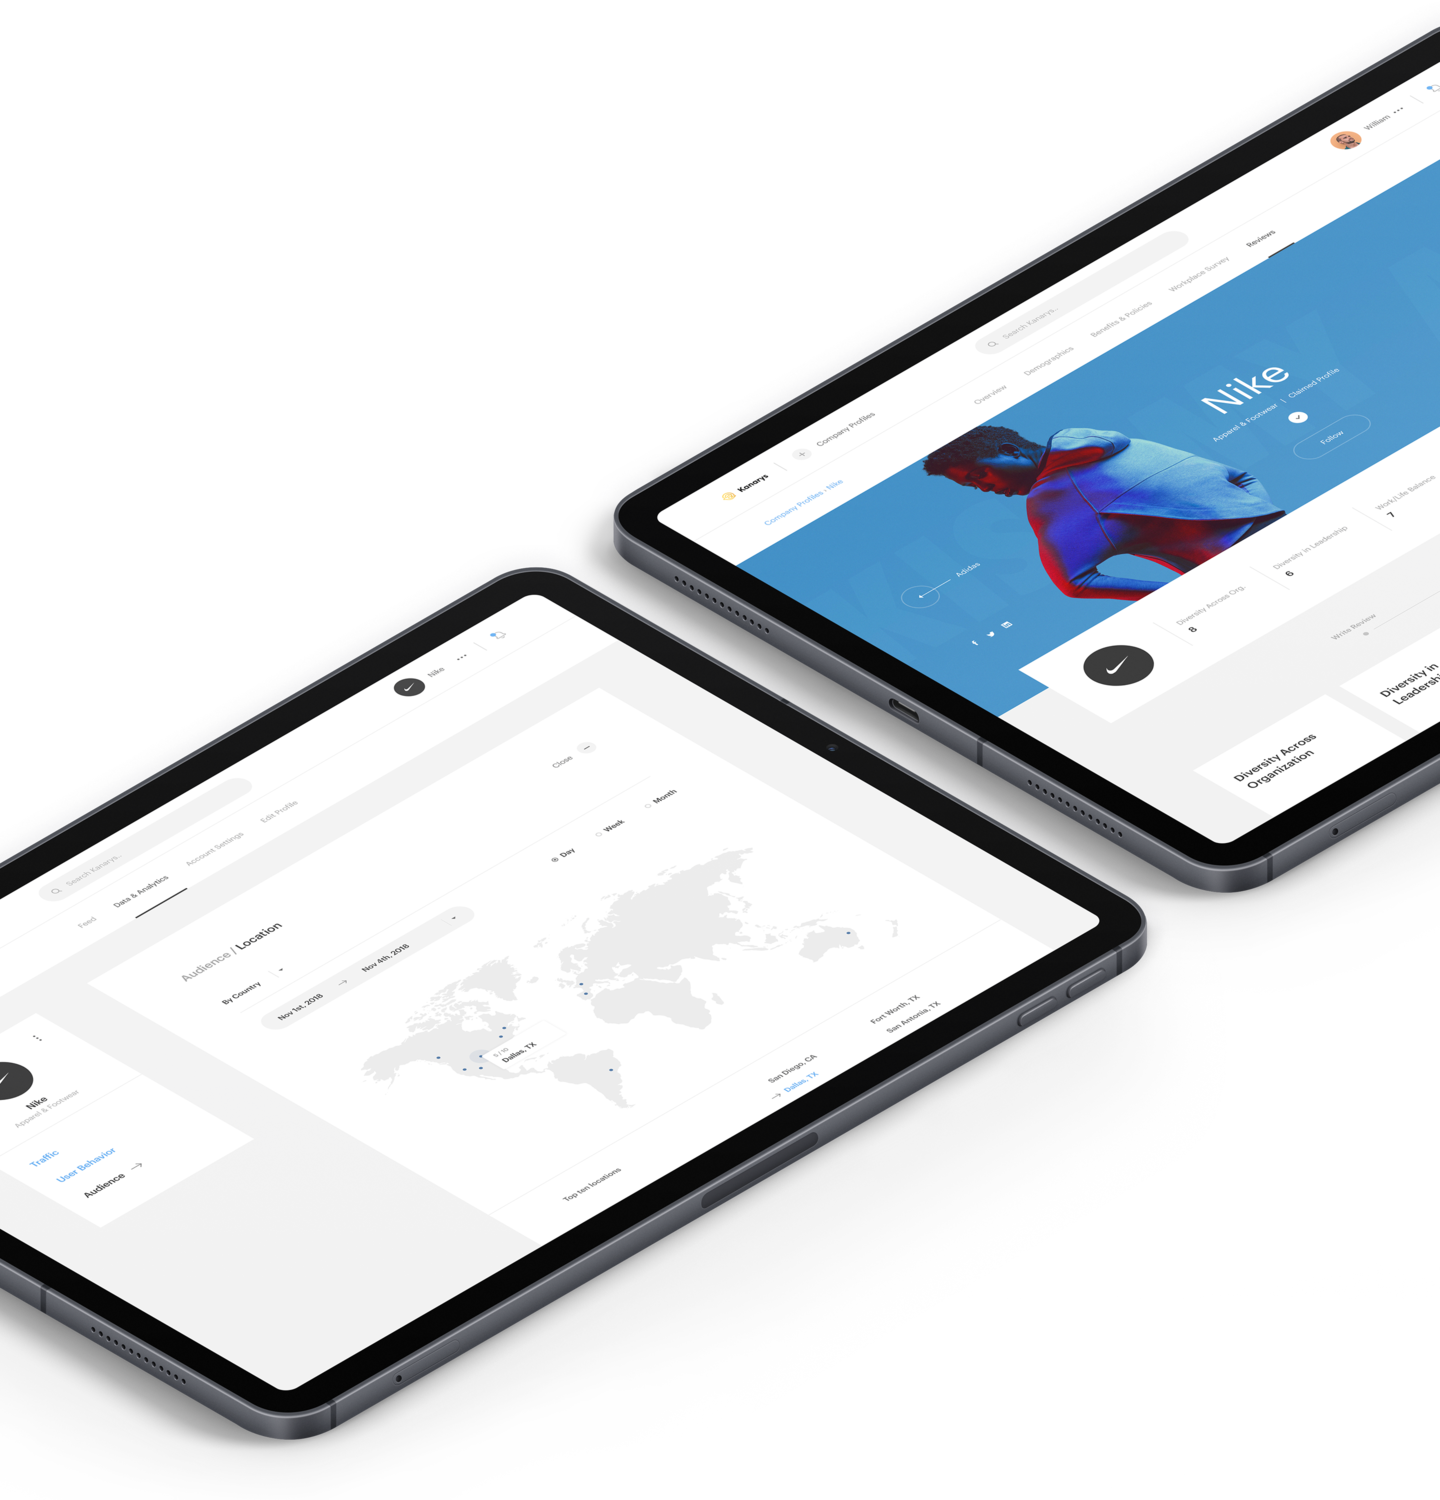 William
Search Kanarys..
Reviews
Workplace Survey
Benefits & Policies
Demographics
Overview
Kanarys
Company Profiles
Company Profiles › Nike
Nike
Apparel & Footwear | Claimed Profile
Follow
Adidas
Diversity Across Org.
8
Diversity in Leadership
6
Work/Life Balance
7
Write Review
Diversity Across
Organization
Diversity in
Leadership
Nike
Search Kanarys..
Feed
Data & Analytics
Account Settings
Edit Profile
Close
Audience / Location
By Country
Day
Week
Month
Nov 1st, 2018
Nov 4th, 2018
5 / 10
Dallas, TX
Nike
Apparel & Footwear
Traffic
User Behavior
Audience
Top ten locations
San Diego, CA
Dallas, TX
Fort Worth, TX
San Antonia, TX